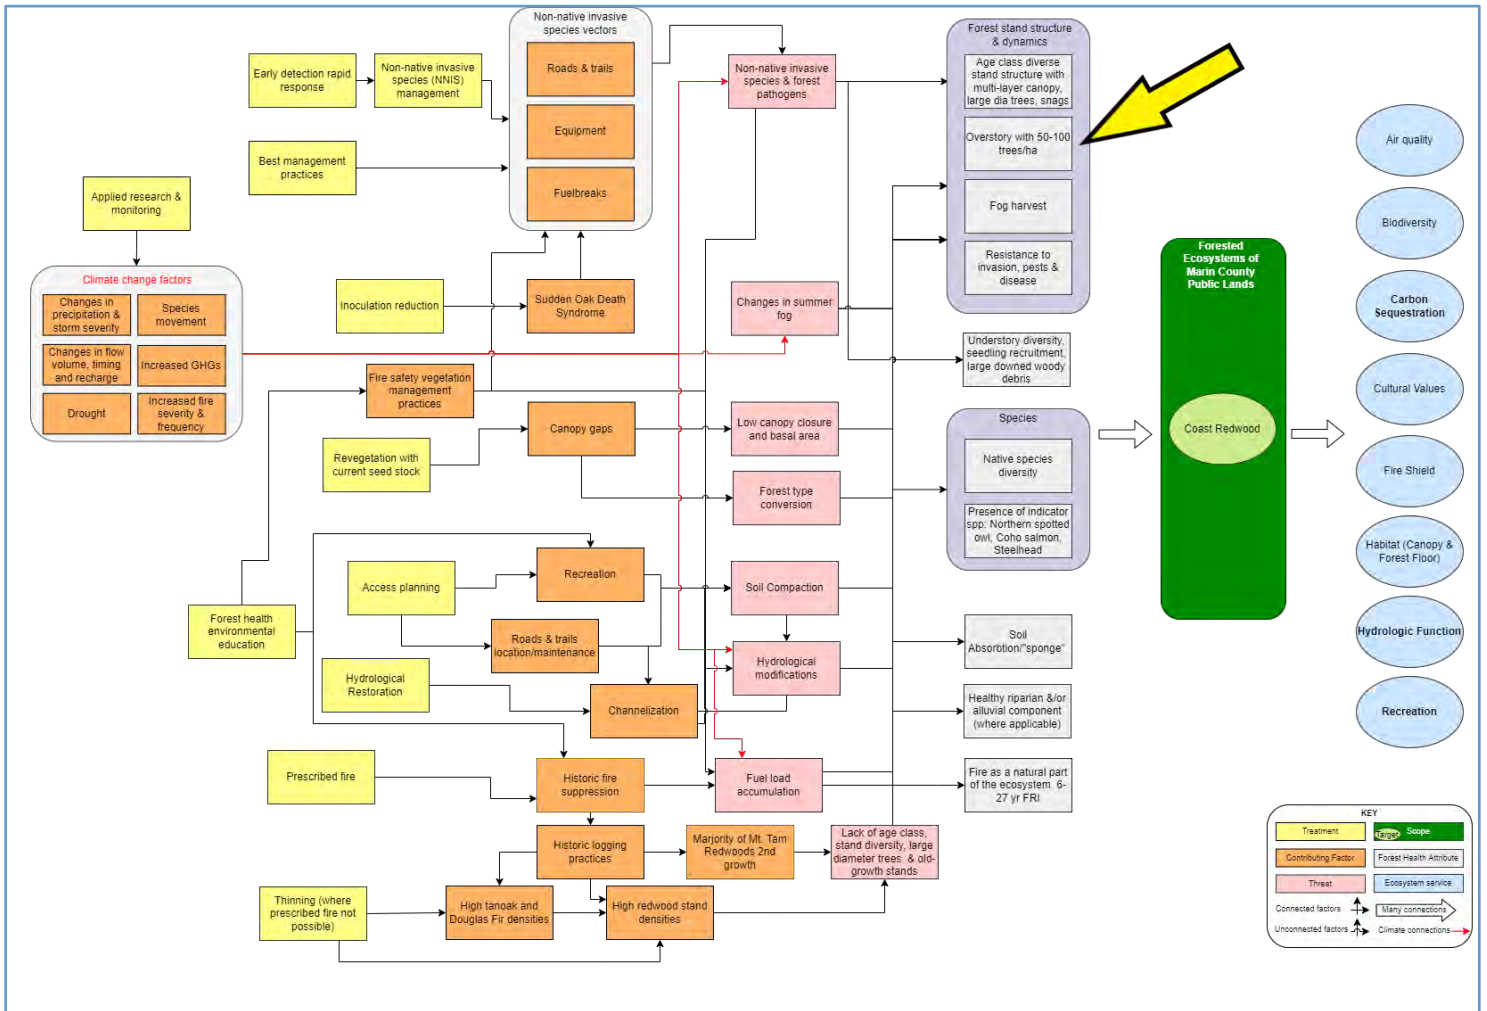 Non-native invasive
species vectors
Roads & trails
Equipment
Fuelbreaks
Early detection rapid
response
Non-native invasive
species (NNIS)
management
Best management
practices
Applied research &
monitoring
Climate change factors
Changes in
precipitation &
storm severity
Species
movement
Changes in flow
volume, timing
and recharge
Increased GHGs
Drought
Increased fire
severity &
frequency
Inoculation reduction
Sudden Oak Death
Syndrome
Fire safety vegetation
management
practices
Canopy gaps
Revegetation with
current seed stock
Access planning
Recreation
Forest health
environmental
education
Roads & trails
location/maintenance
Hydrological
Restoration
Channelization
Prescribed fire
Historic fire
suppression
Historic logging
practices
Marjority of Mt. Tam
Redwoods 2nd
growth
Thinning (where
prescribed fire not
possible)
High tanoak and
Douglas Fir densities
High redwood stand
densities
Non-native invasive
species & forest
pathogens
Changes in summer
fog
Low canopy closure
and basal area
Forest type
conversion
Soil Compaction
Hydrological
modifications
Fuel load
accumulation
Lack of age class,
stand diversity, large
diameter trees. & old-
growth stands
Forest stand structure
& dynamics
Age class diverse
stand structure with
multi-layer canopy,
large dia trees, snags
Overstory with 50-100
trees/ha
Fog harvest
Resistance to
invasion, pests &
disease
Understory diversity,
seedling recruitment,
large downed woody
debris
Species
Native species
diversity
Presence of indicator
spp: Northern spotted
owl, Coho salmon,
Steelhead
Soil
Absorbtion/"sponge"
Healthy riparian &/or
alluvial component
(where applicable)
Fire as a natural part
of the ecosystem. 6-
27 yr FRI
Forested
Ecosystems of
Marin County
Public Lands
Coast Redwood
Air quality
Biodiversity
Carbon
Sequestration
Cultural Values
Fire Shield
Habitat (Canopy &
Forest Floor)
Hydrologic Function
Recreation
KEY
Treatment
Target
Scope
Contributing Factor
Forest Health Attribute
Threat
Ecosystem service
Connected factors
Many connections
Unconnected factors
Climate connections